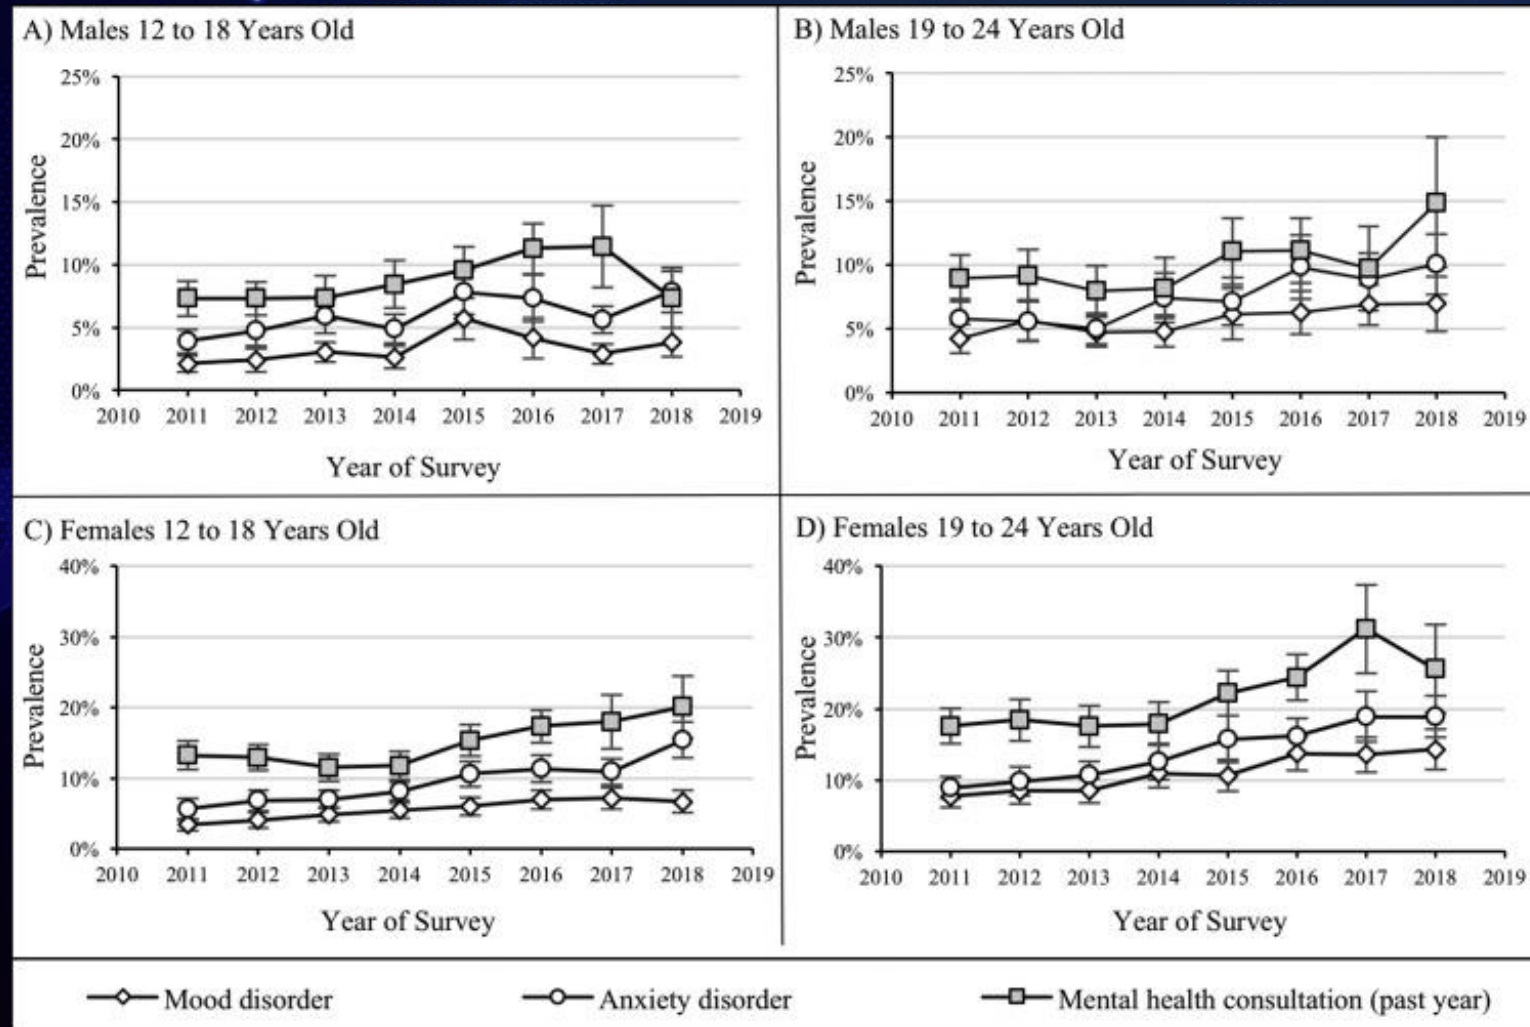 A) Males 12 to 18 Years Old
25%
20%
15%
10%
5%
0%
Prevalence
2010 2011 2012 2013 2014 2015 2016 2017 2018 2019
Year of Survey
B) Males 19 to 24 Years Old
25%
20%
15%
10%
5%
0%
Prevalence
2010 2011 2012 2013 2014 2015 2016 2017 2018 2019
Year of Survey
C) Females 12 to 18 Years Old
40%
30%
20%
10%
0%
Prevalence
2010 2011 2012 2013 2014 2015 2016 2017 2018 2019
Year of Survey
D) Females 19 to 24 Years Old
40%
30%
20%
10%
0%
Prevalence
2010 2011 2012 2013 2014 2015 2016 2017 2018 2019
Year of Survey
Mood disorder Anxiety disorder Mental health consultation (past year)